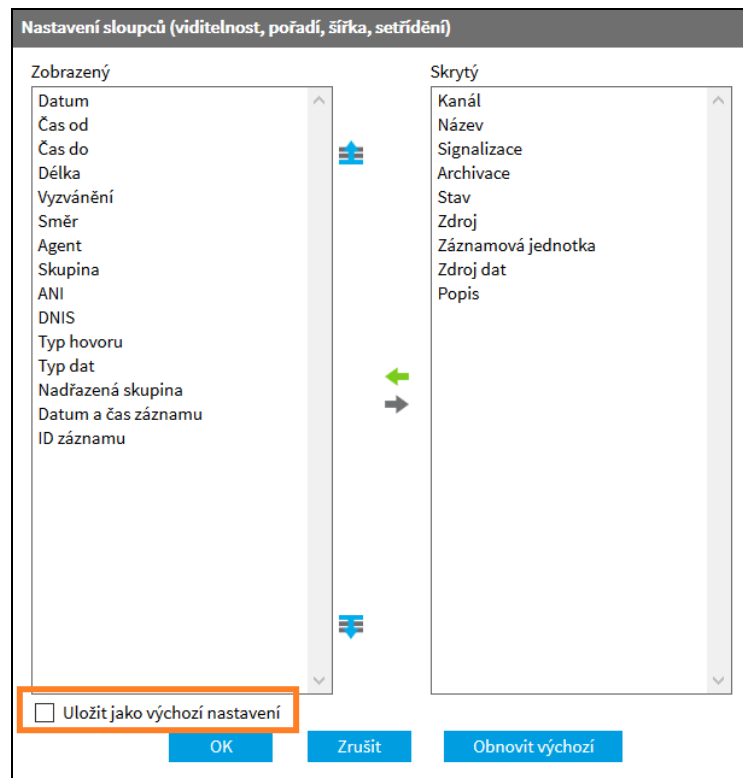 Nastavení sloupců (viditelnost, pořadí, šířka, setřídění)
Zobrazený
Datum
Čas od
Čas do
Délka
Vyzvánění
Směr
Agent
Skupina
ANI
DNIS
Typ hovoru
Typ dat
Nadřazená skupina
Datum a čas záznamu
ID záznamu
Skrytý
Kanál
Název
Signalizace
Archivace
Stav
Zdroj
Záznamová jednotka
Zdroj dat
Popis
Uložit jako výchozí nastavení
OK
Zrušit
Obnovit výchozí